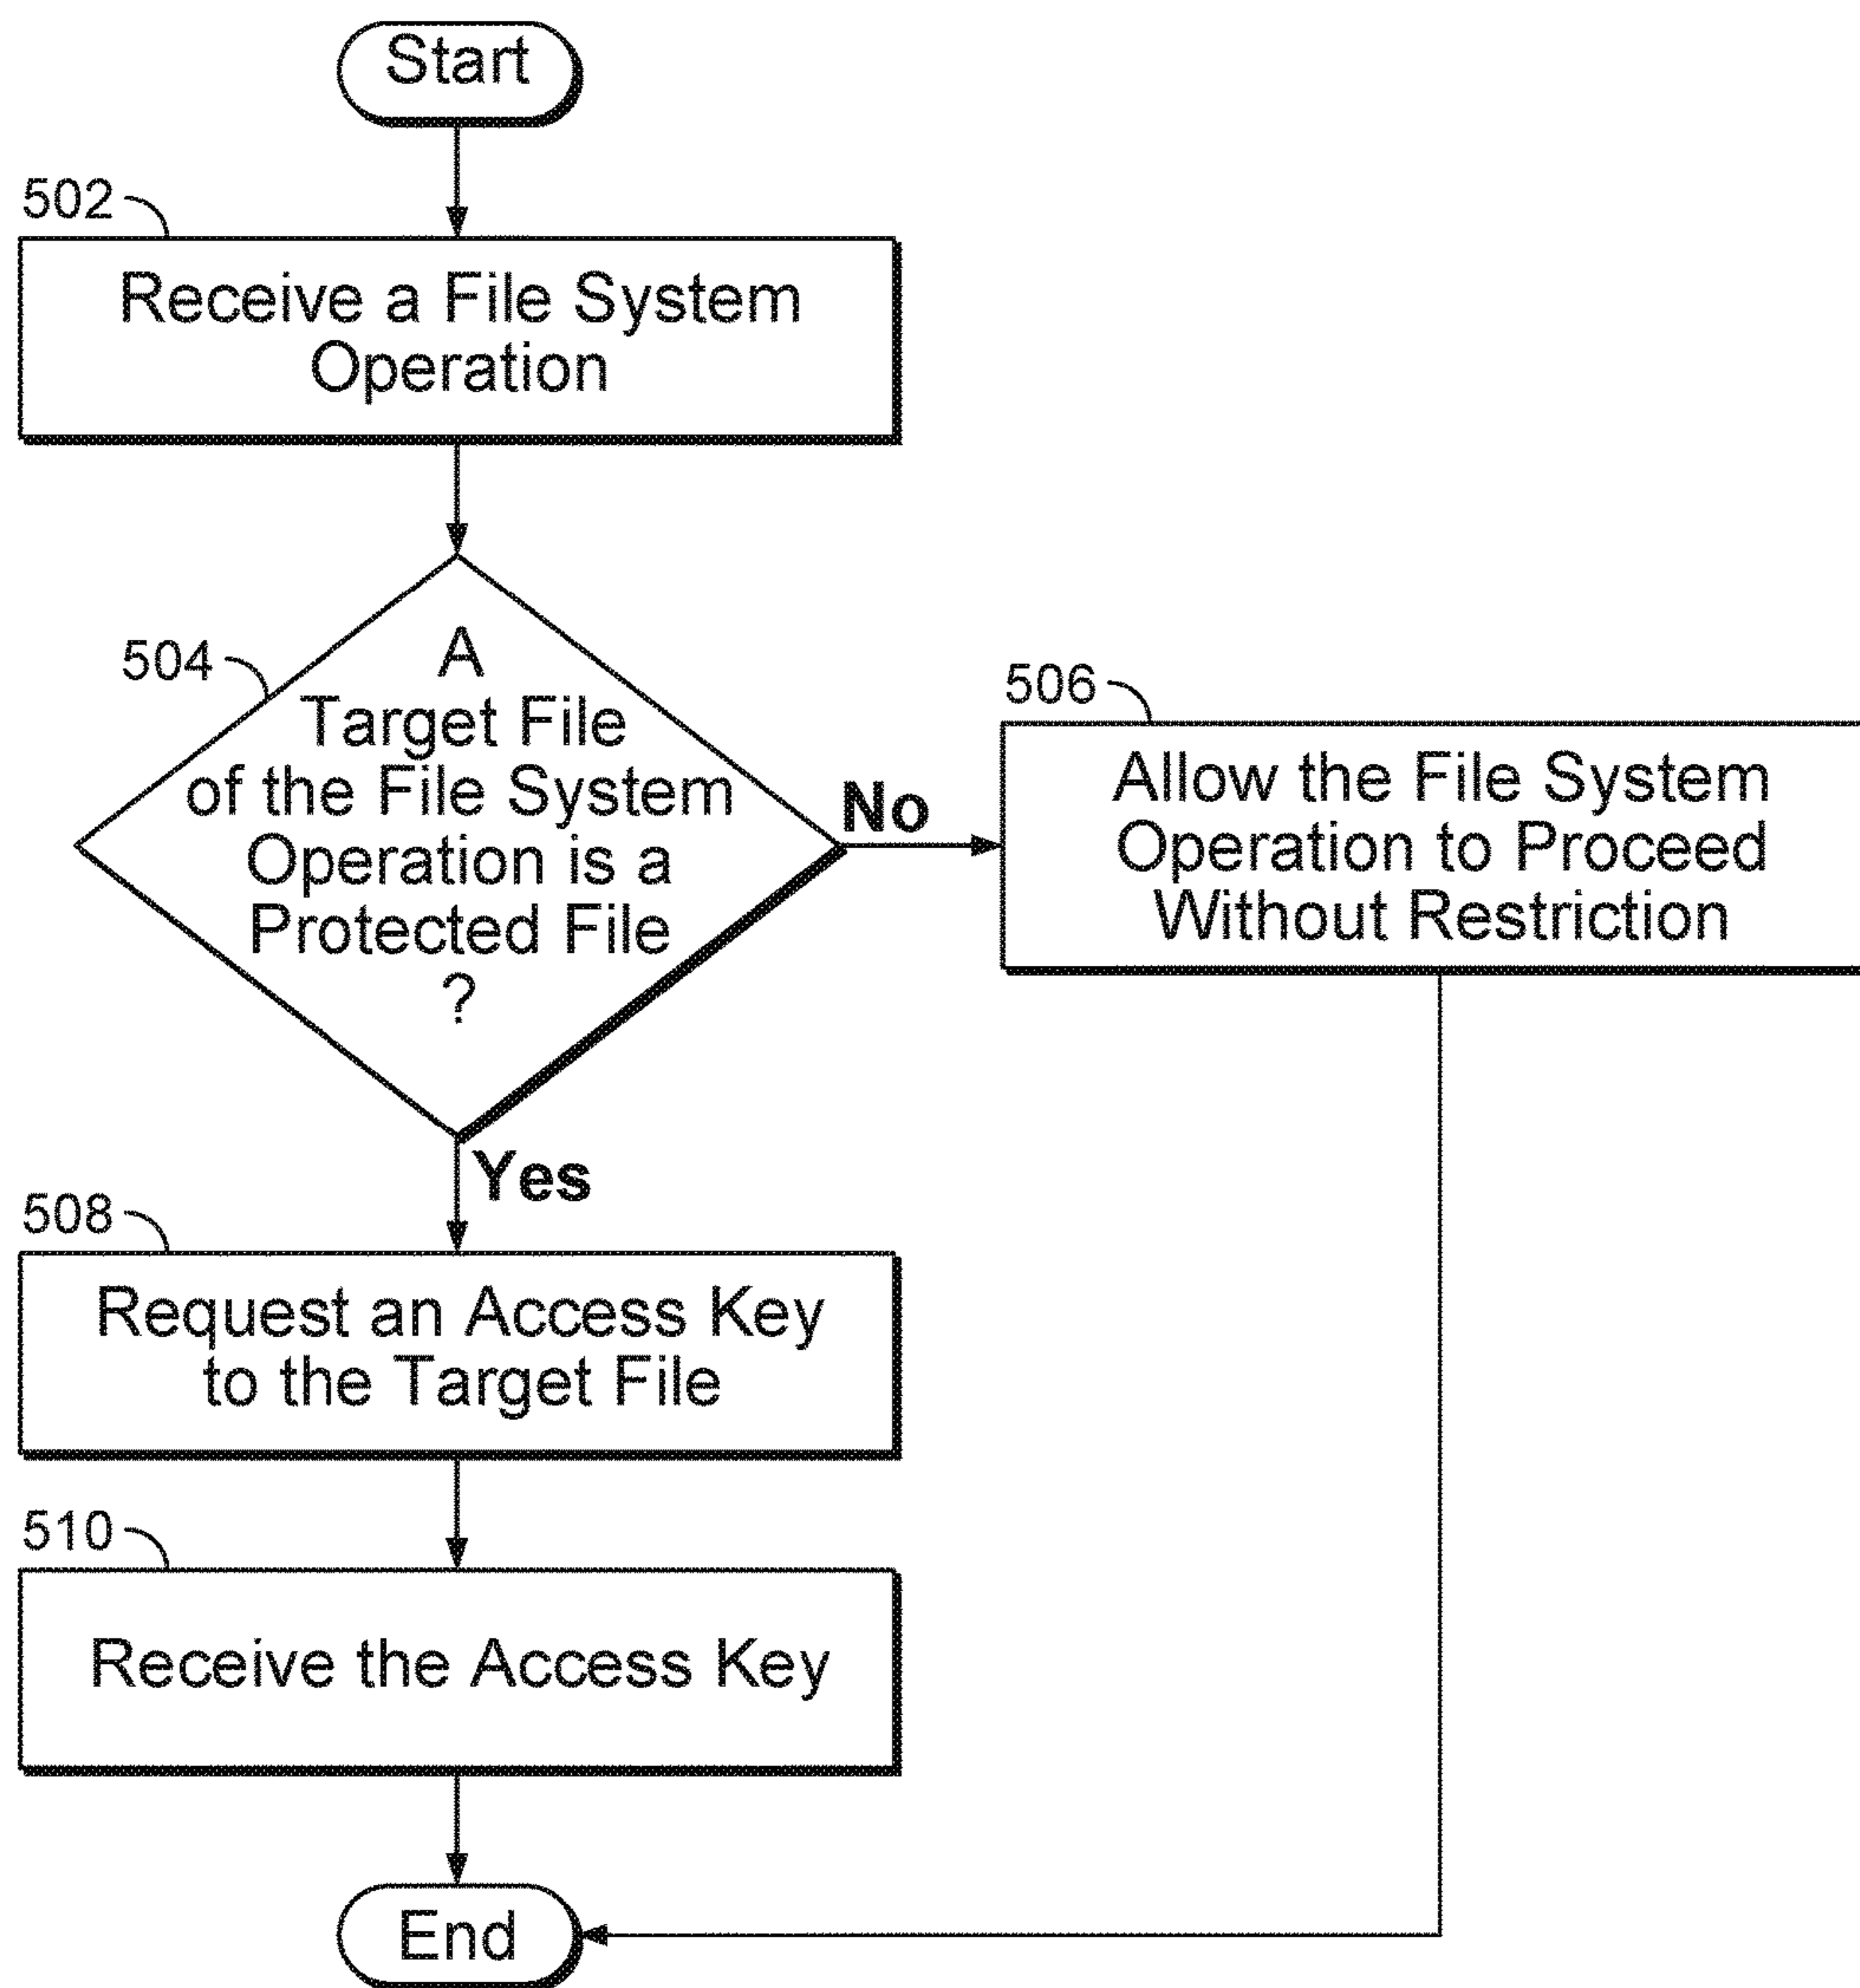 Start
502
Receive a File System
Operation
504
A
Target File
of the File System
Operation is a
Protected File
?
No
506
Allow the File System
Operation to Proceed
Without Restriction
Yes
508
Request an Access Key
to the Target File
510
Receive the Access Key
End